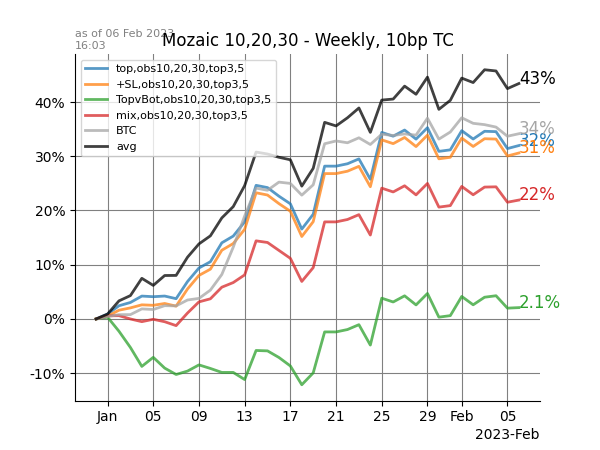 as of 06 Feb 2023
16:03
Mozaic 10,20,30 - Weekly, 10bp TC
top,obs10,20,30,top3,5
+SL,obs10,20,30,top3,5
TopvBot,obs10,20,30,top3,5
mix,obs10,20,30,top3,5
BTC
avg
43%
34%
32%
31%
22%
2.1%
40%
30%
20%
10%
0%
-10%
Jan 05 09 13 17 21 25 29 Feb 05
2023-Feb